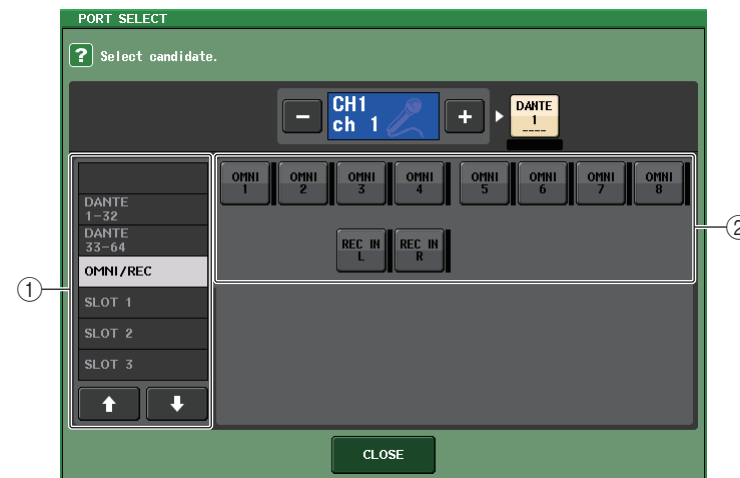 PORT SELECT
? Select candidate.
−
CH1
ch 1
+
DANTE
1
----
DANTE
1-32
DANTE
33-64
OMNI/REC
SLOT 1
SLOT 2
SLOT 3
OMNI
1
OMNI
2
OMNI
3
OMNI
4
OMNI
5
OMNI
6
OMNI
7
OMNI
8
REC IN
L
REC IN
R
①
②
CLOSE